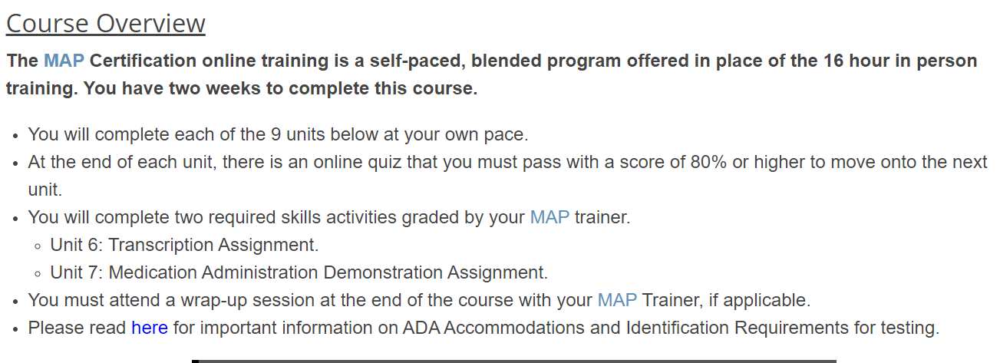 Course Overview
The MAP Certification online training is a self-paced, blended program offered in place of the 16 hour in person
training. You have two weeks to complete this course.
• You will complete each of the 9 units below at your own pace.
• At the end of each unit, there is an online quiz that you must pass with a score of 80% or higher to move onto the next
unit.
• You will complete two required skills activities graded by your MAP trainer.
◦ Unit 6: Transcription Assignment.
◦ Unit 7: Medication Administration Demonstration Assignment.
• You must attend a wrap-up session at the end of the course with your MAP Trainer, if applicable.
• Please read here for important information on ADA Accommodations and Identification Requirements for testing.